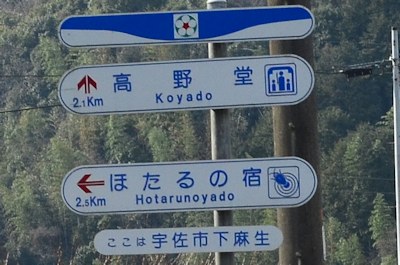 高野堂
Koyado
2.1Km
ほたるの宿
Hotarunoyado
2.5Km
ここは宇佐市下麻生